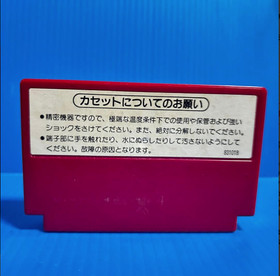 カセットについてのお願い
●精密機器ですので、極端な温度条件下での使用や保管および強い
ショックをさけてください。また、絶対に分解しないでください。
●端子部に手を触れたり、水にぬらしたりして汚さないようにして
ください。故障の原因となります。